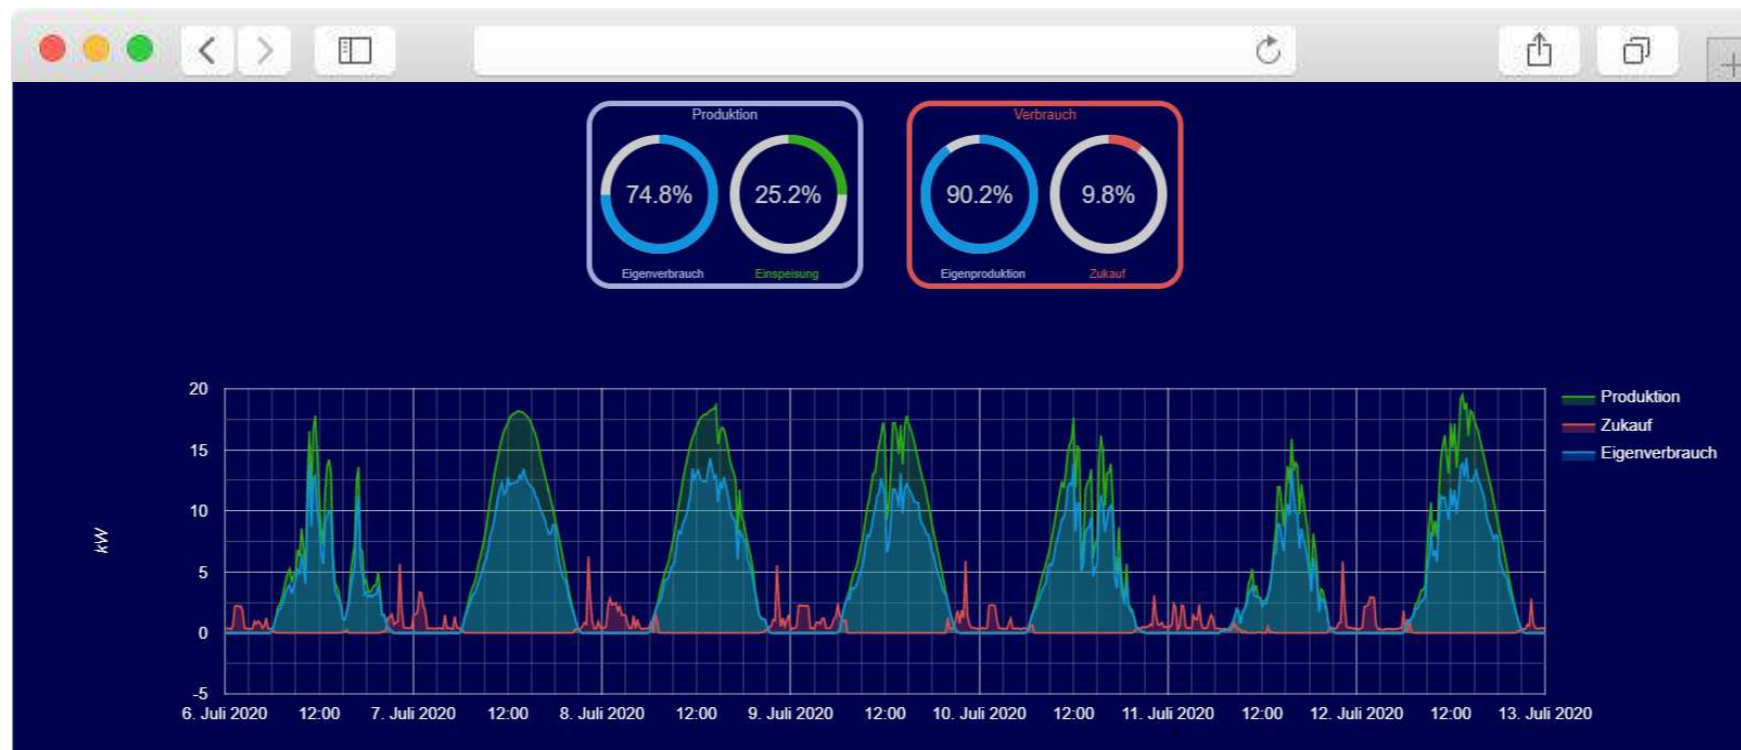 Produktion
74.8%
25.2%
Eigenverbrauch
Einspeisung
Verbrauch
90.2%
9.8%
Eigenproduktion
Zukauf
kW
20
15
10
5
0
-5
6. Juli 2020
12:00
7. Juli 2020
12:00
8. Juli 2020
12:00
9. Juli 2020
12:00
10. Juli 2020
12:00
11. Juli 2020
12:00
12. Juli 2020
12:00
13. Juli 2020
Produktion
Zukauf
Eigenverbrauch